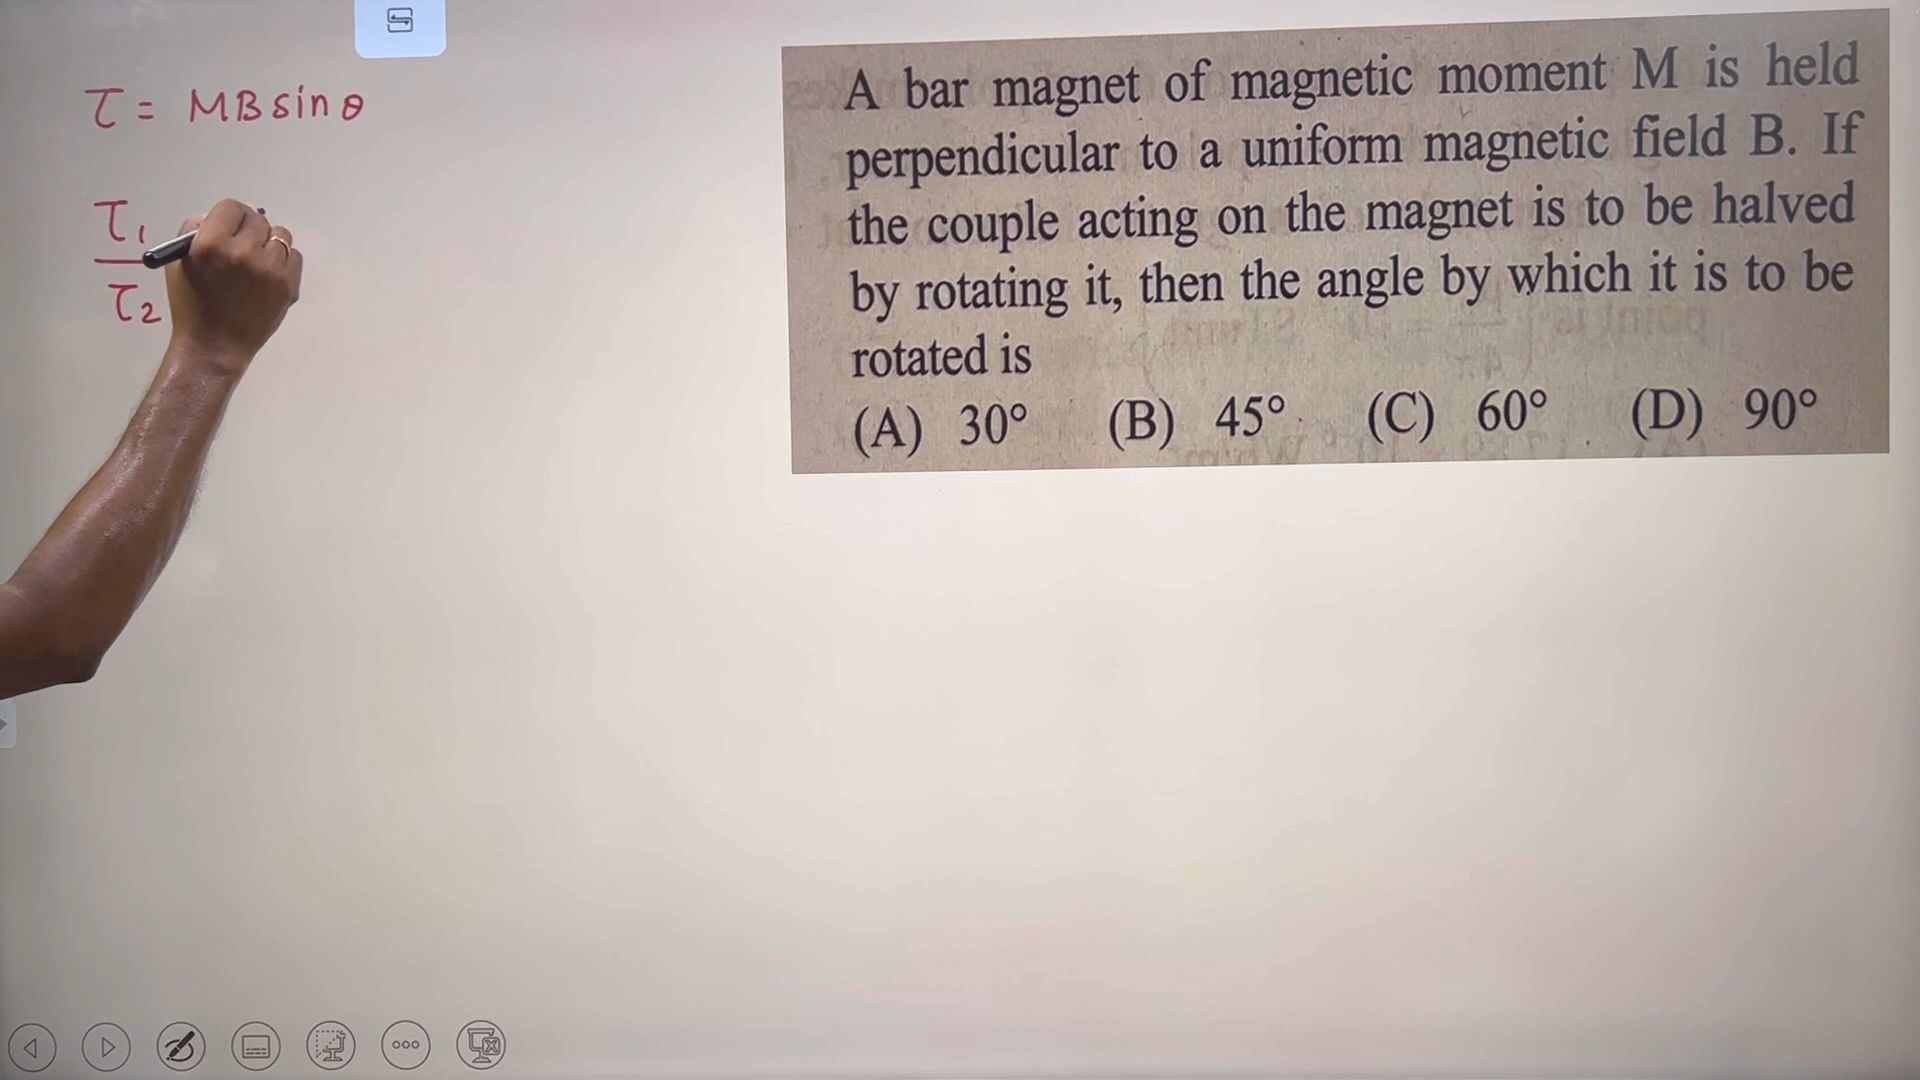 τ = MB sin θ
τ₁
τ₂
A bar magnet of magnetic moment M is held
perpendicular to a uniform magnetic field B. If
the couple acting on the magnet is to be halved
by rotating it, then the angle by which it is to be
rotated is
(A) 30° (B) 45° (C) 60° (D) 90°